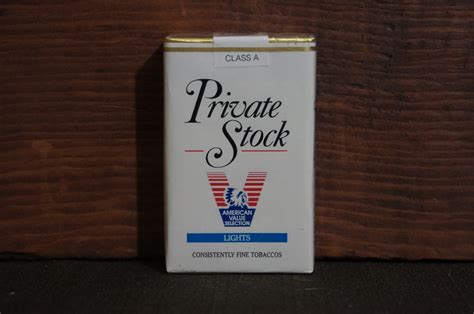 CLASS A
Private
Stock
AMERICAN
VALUE
SELECTION
LIGHTS
CONSISTENTLY FINE TOBACCOS